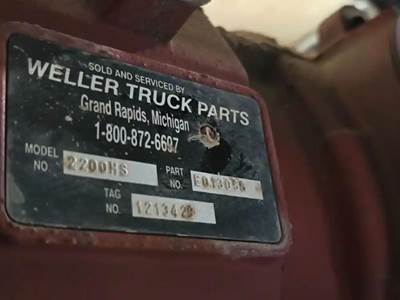 SOLD AND SERVICED BY
WELLER TRUCK PARTS
Grand Rapids, Michigan
1-800-872-6697
MODEL NO 2200HS PART NO.
TAG NO.